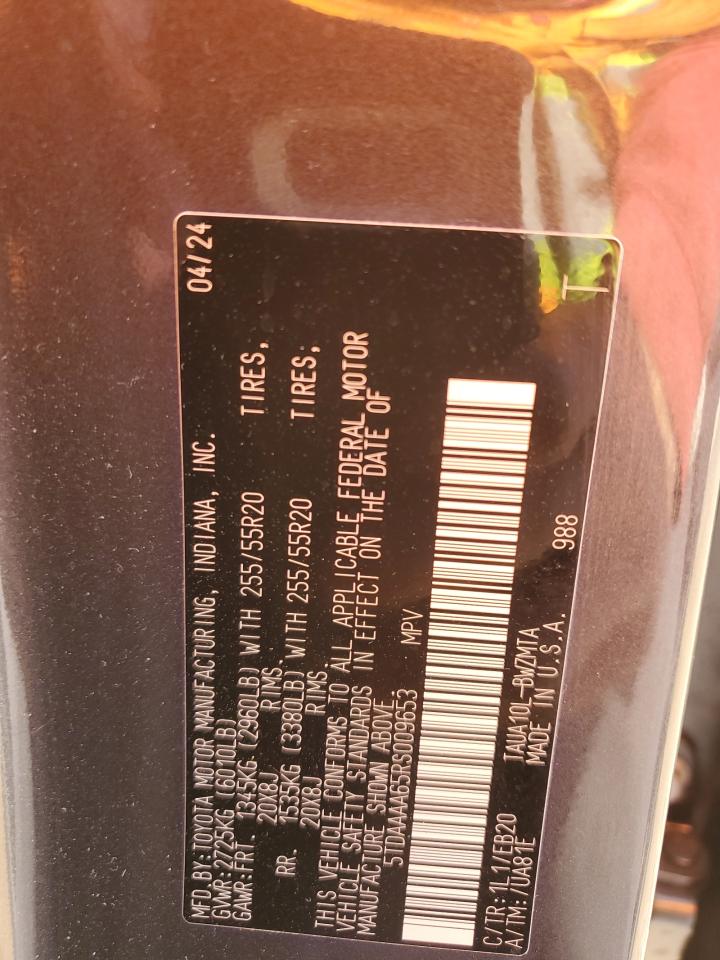 MFD. BY: TOYOTA MOTOR MANUFACTURING, INDIANA, INC. 04/24
GVWR: 2725KG (6010LB)
GAWR: FRT. 1345KG (2960LB) WITH 255/55R20 TIRES,
20X8J RIMS,
RR. 1535KG (3380LB) WITH 255/55R20 TIRES,
20X8J RIMS.
THIS VEHICLE CONFORMS TO ALL APPLICABLE FEDERAL MOTOR
VEHICLE SAFETY STANDARDS IN EFFECT ON THE DATE OF
MANUFACTURE SHOWN ABOVE.
5TDAAAA65RS009653 MPV
C/TR: 1L1/EB20 TAUA10L-BWZMTA T
A/TM: /UA81E MADE IN U.S.A. 988